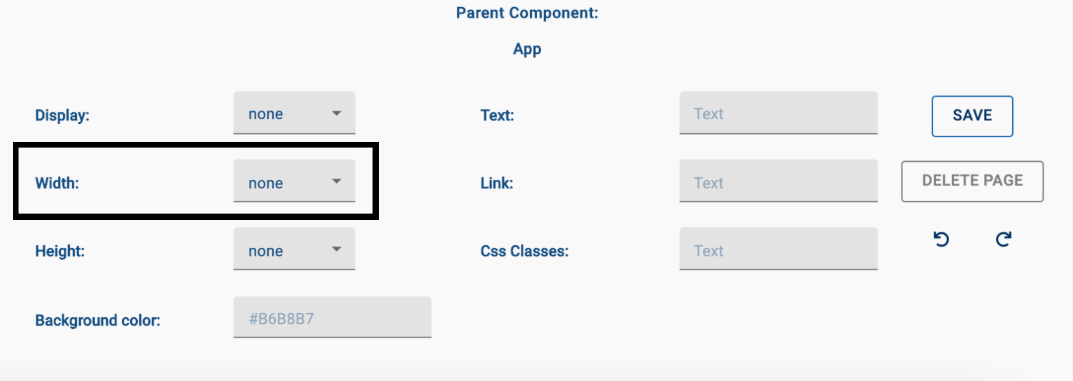 Parent Component:
App
Display: none Text: Text SAVE
Width: none Link: Text DELETE PAGE
Height: none Css Classes: Text
Background color: #B6B8B7